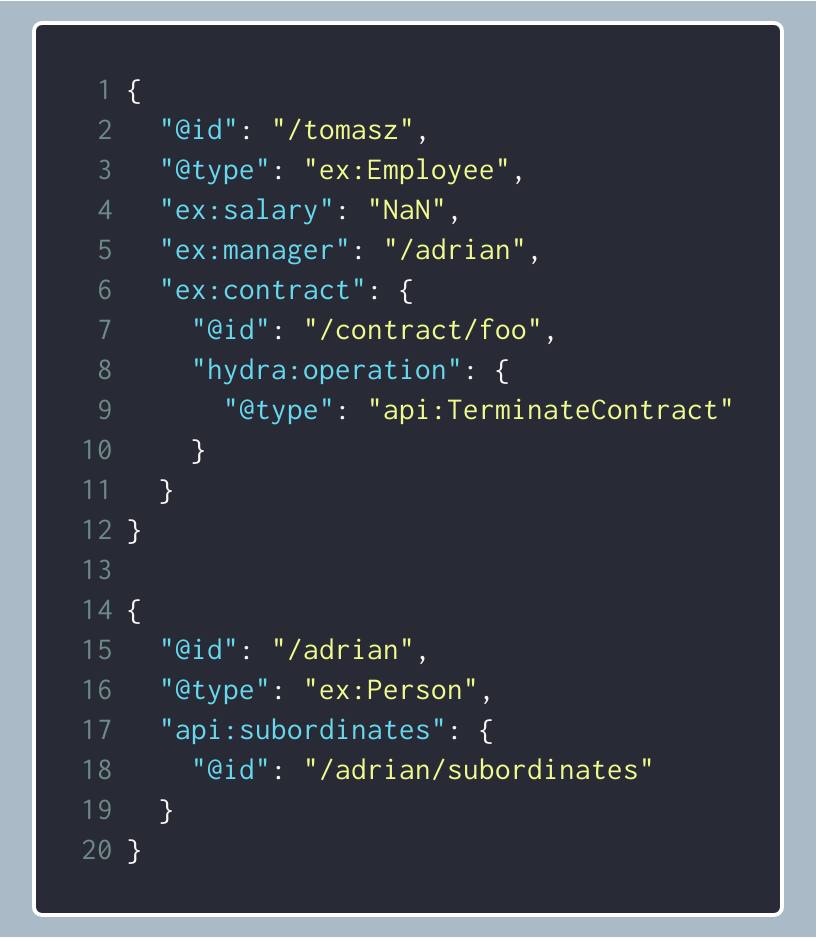 1 {
2   "@id": "/tomasz",
3   "@type": "ex:Employee",
4   "ex:salary": "NaN",
5   "ex:manager": "/adrian",
6   "ex:contract": {
7     "@id": "/contract/foo",
8     "hydra:operation": {
9       "@type": "api:TerminateContract"
10     }
11   }
12 }
13
14 {
15   "@id": "/adrian",
16   "@type": "ex:Person",
17   "api:subordinates": {
18     "@id": "/adrian/subordinates"
19   }
20 }